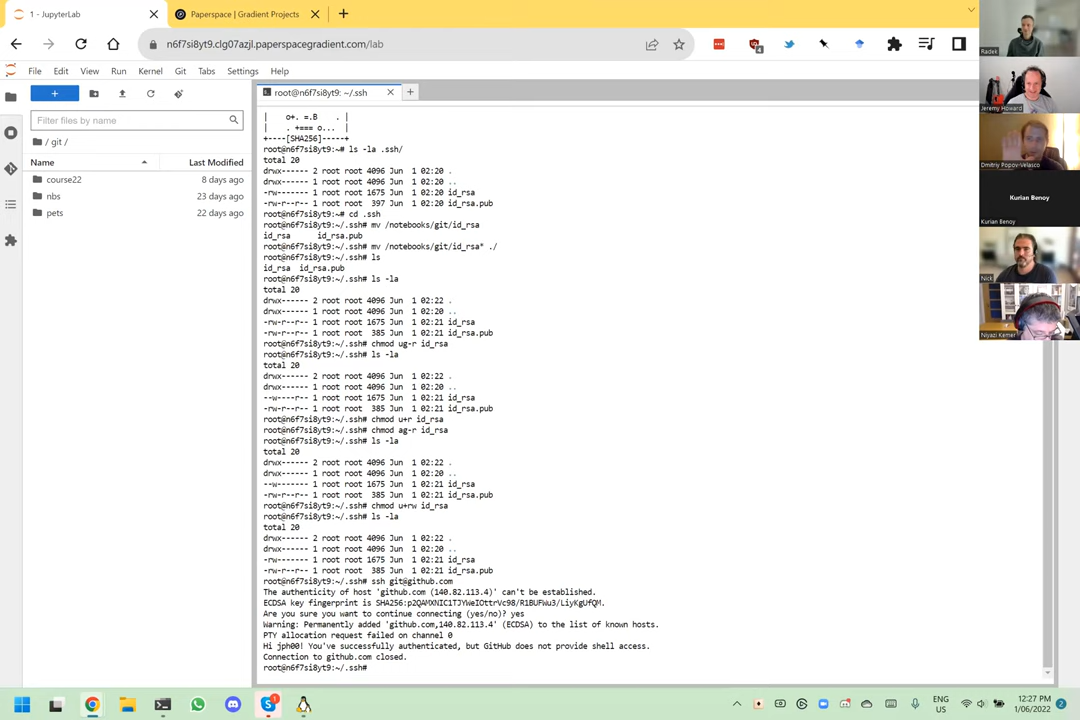 1 - JupyterLab
Paperspace | Gradient Projects
n6f7si8yt9.clg07azjl.paperspacegradient.com/lab
4
File Edit View Run Kernel Git Tabs Settings Help
root@n6f7si8yt9: ~/.ssh
Filter files by name
/ git /
Name Last Modified
course22 8 days ago
nbs 23 days ago
pets 22 days ago
| o+. =.B . |
| . +=== o... |
+----[SHA256]-----+
root@n6f7si8yt9:~# ls -la .ssh/
total 20
drwx------ 2 root root 4096 Jun 1 02:20 .
drwx------ 1 root root 4096 Jun 1 02:20 ..
-rw------- 1 root root 1675 Jun 1 02:20 id_rsa
-rw-r--r-- 1 root root 397 Jun 1 02:20 id_rsa.pub
root@n6f7si8yt9:~# cd .ssh
root@n6f7si8yt9:~/.ssh# mv /notebooks/git/id_rsa
id_rsa id_rsa.pub
root@n6f7si8yt9:~/.ssh# mv /notebooks/git/id_rsa* ./
root@n6f7si8yt9:~/.ssh# ls
id_rsa id_rsa.pub
root@n6f7si8yt9:~/.ssh# ls -la
total 20
drwx------ 2 root root 4096 Jun 1 02:22 .
drwx------ 1 root root 4096 Jun 1 02:20 ..
-rw-r--r-- 1 root root 1675 Jun 1 02:21 id_rsa
-rw-r--r-- 1 root root 385 Jun 1 02:21 id_rsa.pub
root@n6f7si8yt9:~/.ssh# chmod ug-r id_rsa
root@n6f7si8yt9:~/.ssh# ls -la
total 20
drwx------ 2 root root 4096 Jun 1 02:22 .
drwx------ 1 root root 4096 Jun 1 02:20 ..
--w----r-- 1 root root 1675 Jun 1 02:21 id_rsa
-rw-r--r-- 1 root root 385 Jun 1 02:21 id_rsa.pub
root@n6f7si8yt9:~/.ssh# chmod u+r id_rsa
root@n6f7si8yt9:~/.ssh# chmod ag-r id_rsa
root@n6f7si8yt9:~/.ssh# ls -la
total 20
drwx------ 2 root root 4096 Jun 1 02:22 .
drwx------ 1 root root 4096 Jun 1 02:20 ..
--w------- 1 root root 1675 Jun 1 02:21 id_rsa
-rw-r--r-- 1 root root 385 Jun 1 02:21 id_rsa.pub
root@n6f7si8yt9:~/.ssh# chmod u+rw id_rsa
root@n6f7si8yt9:~/.ssh# ls -la
total 20
drwx------ 2 root root 4096 Jun 1 02:22 .
drwx------ 1 root root 4096 Jun 1 02:20 ..
-rw------- 1 root root 1675 Jun 1 02:21 id_rsa
-rw-r--r-- 1 root root 385 Jun 1 02:21 id_rsa.pub
root@n6f7si8yt9:~/.ssh# ssh git@github.com
The authenticity of host 'github.com (140.82.113.4)' can't be established.
ECDSA key fingerprint is SHA256:p2QAMXNIC1TJYWeIOttrVc98/R1BUFWu3/LiyKgUfQM.
Are you sure you want to continue connecting (yes/no)? yes
Warning: Permanently added 'github.com,140.82.113.4' (ECDSA) to the list of known hosts.
PTY allocation request failed on channel 0
Hi jph00! You've successfully authenticated, but GitHub does not provide shell access.
Connection to github.com closed.
root@n6f7si8yt9:~/.ssh#
Radek
Jeremy Howard
Dmitriy Popov-Velasco
Kurian Benoy
Kurian Benoy
Nick
Niyazi Kemer
1
ENG
US
12:27 PM
1/06/2022
2